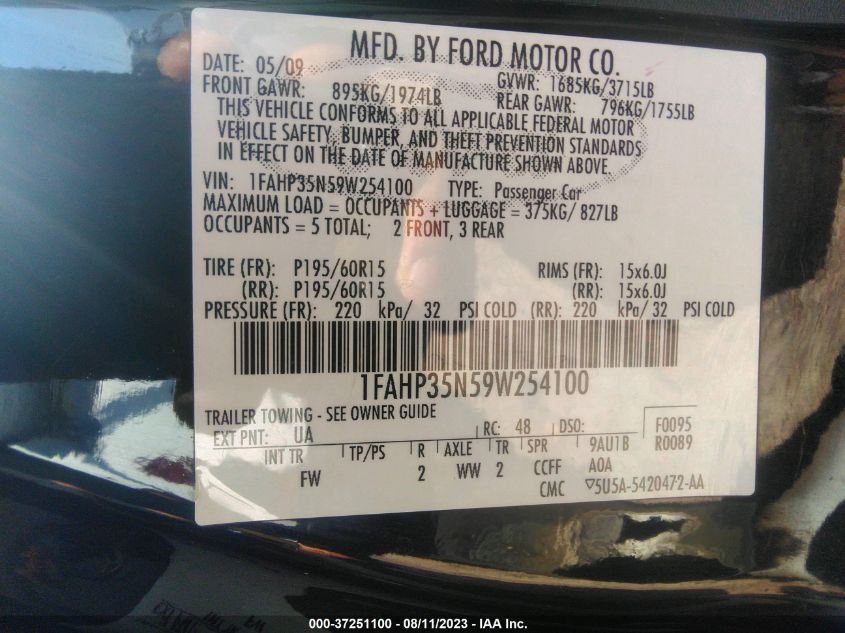 MFD. BY FORD MOTOR CO.
DATE: 05/09 GVWR: 1685KG/3715LB
FRONT GAWR: 895KG/1974LB REAR GAWR: 796KG/1755LB
THIS VEHICLE CONFORMS TO ALL APPLICABLE FEDERAL MOTOR
VEHICLE SAFETY, BUMPER, AND THEFT PREVENTION STANDARDS
IN EFFECT ON THE DATE OF MANUFACTURE SHOWN ABOVE.
VIN: 1FAHP35N59W254100 TYPE: Passenger Car
MAXIMUM LOAD = OCCUPANTS + LUGGAGE = 375KG/ 827LB
OCCUPANTS = 5 TOTAL; 2 FRONT, 3 REAR
TIRE (FR): P195/60R15 RIMS (FR): 15x6.0J
(RR): P195/60R15 (RR): 15x6.0J
PRESSURE (FR): 220 kPa/ 32 PSI COLD (RR): 220 kPa/ 32 PSI COLD
1FAHP35N59W254100
TRAILER TOWING - SEE OWNER GUIDE
EXT PNT: UA RC: 48 DSO: F0095
INT TR TP/PS R AXLE TR SPR 9AU1B R0089
FW 2 WW 2 CCFF AOA
CMC ▽5U5A-5420472-AA
000-37251100 - 08/11/2023 - IAA Inc.